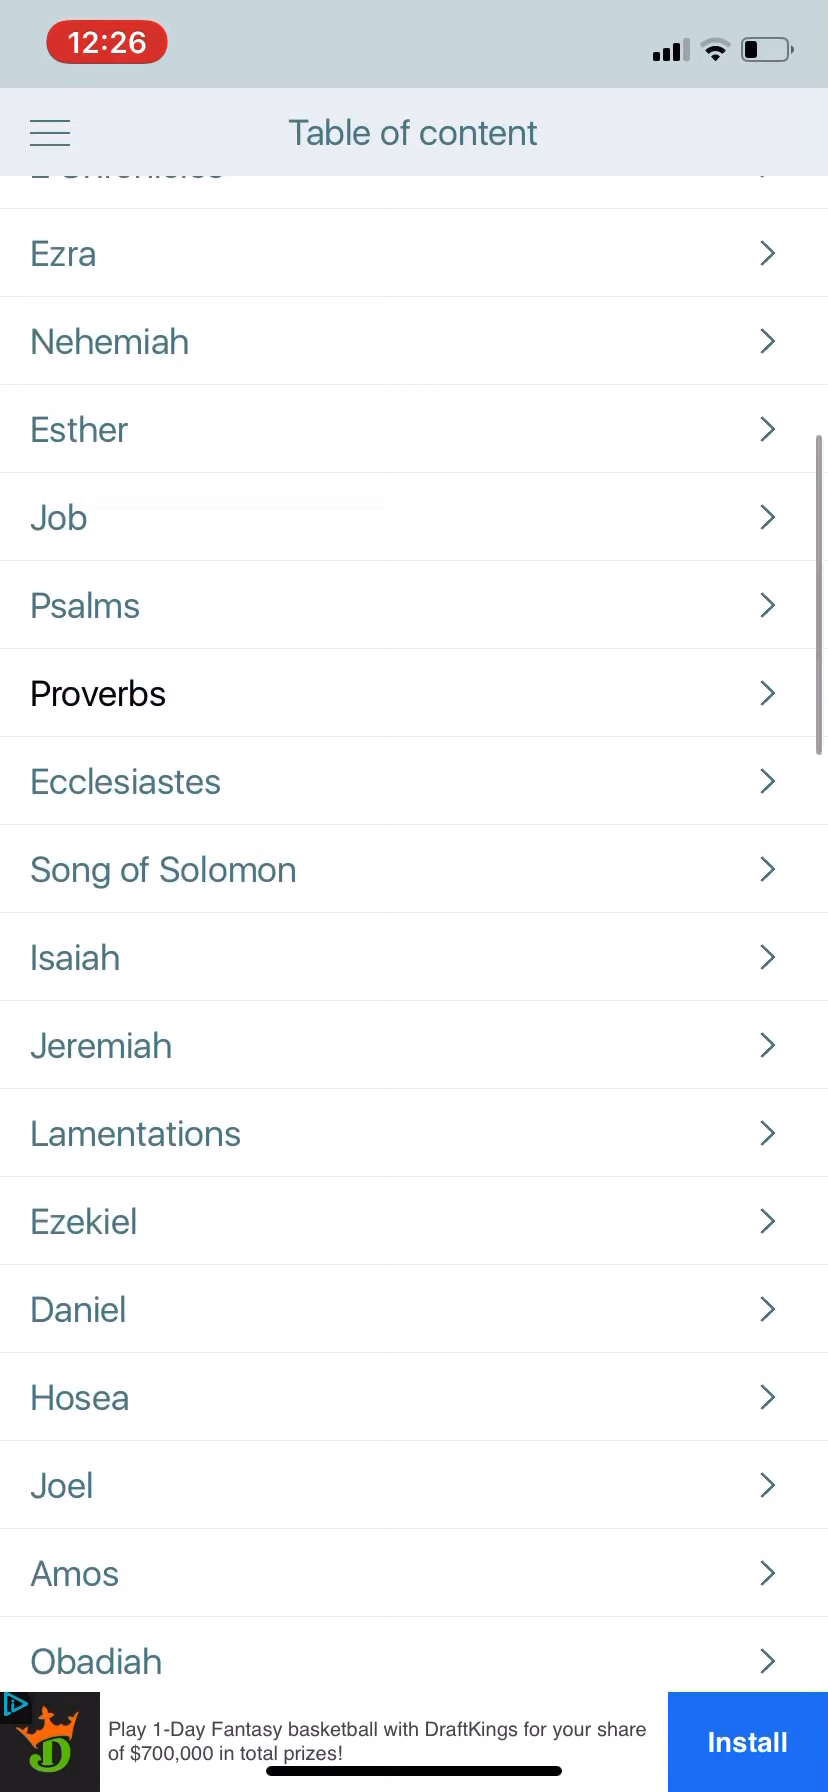 12:26
Table of content
2 Chronicles
Ezra
Nehemiah
Esther
Job
Psalms
Proverbs
Ecclesiastes
Song of Solomon
Isaiah
Jeremiah
Lamentations
Ezekiel
Daniel
Hosea
Joel
Amos
Obadiah
Play 1-Day Fantasy basketball with DraftKings for your share
of $700,000 in total prizes!
Install